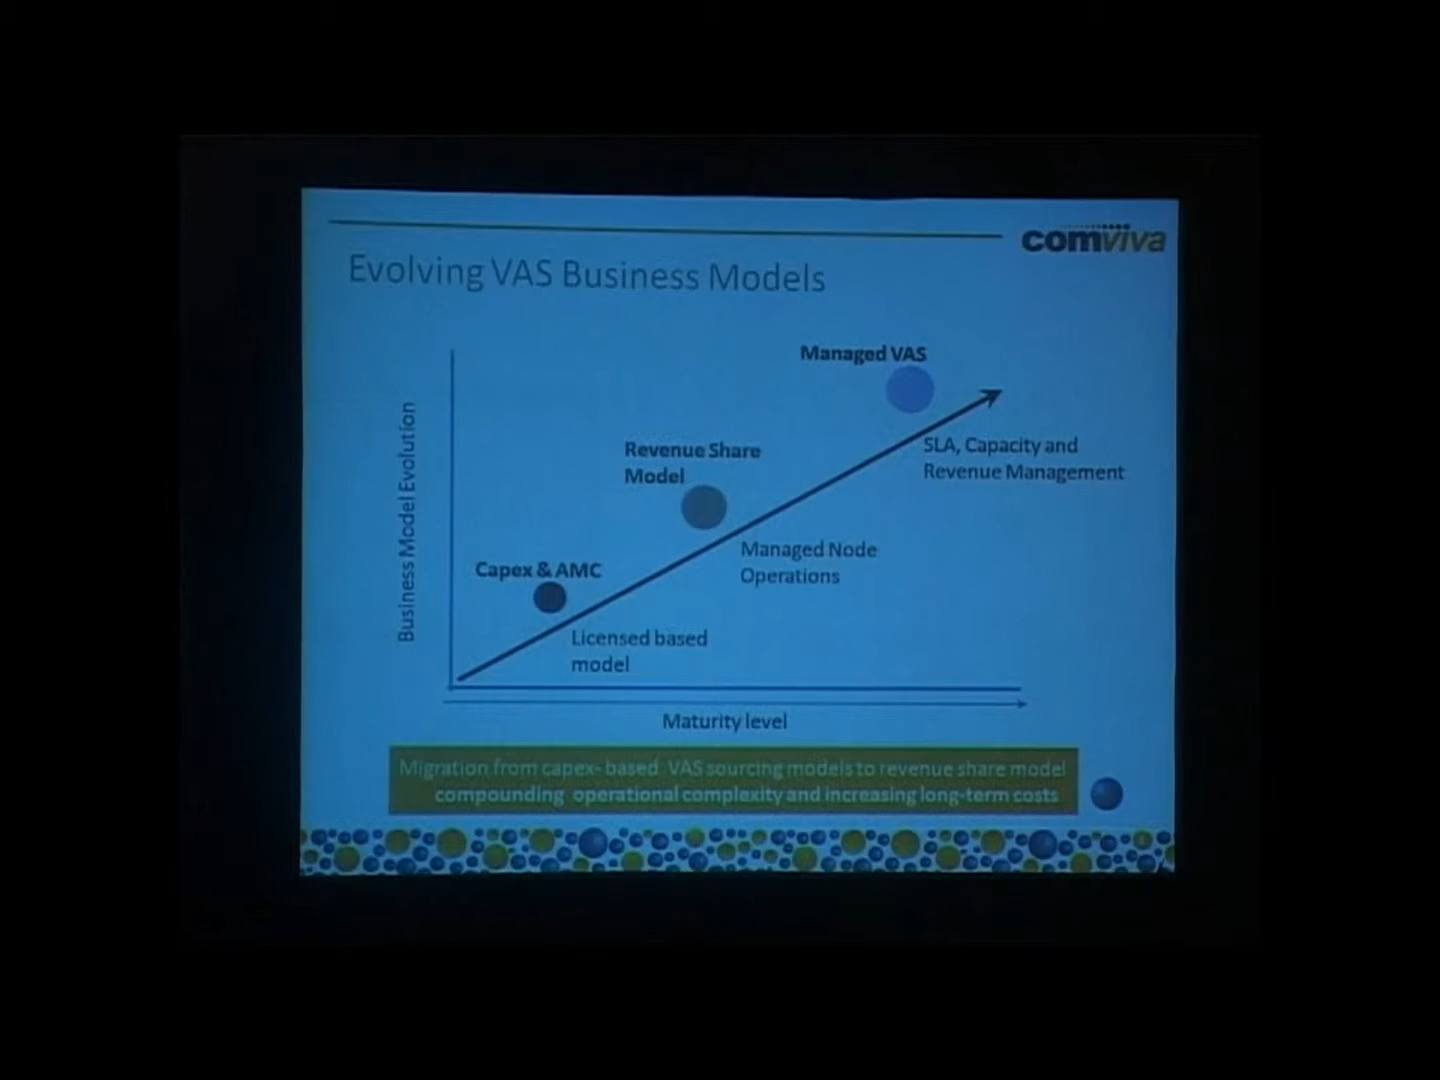 comviva
Evolving VAS Business Models
Managed VAS
Revenue Share
Model
SLA, Capacity and
Revenue Management
Managed Node
Operations
Capex & AMC
Licensed based
model
Business Model Evolution
Maturity level
Migration from capex- based VAS sourcing models to revenue share model
compounding operational complexity and increasing long-term costs